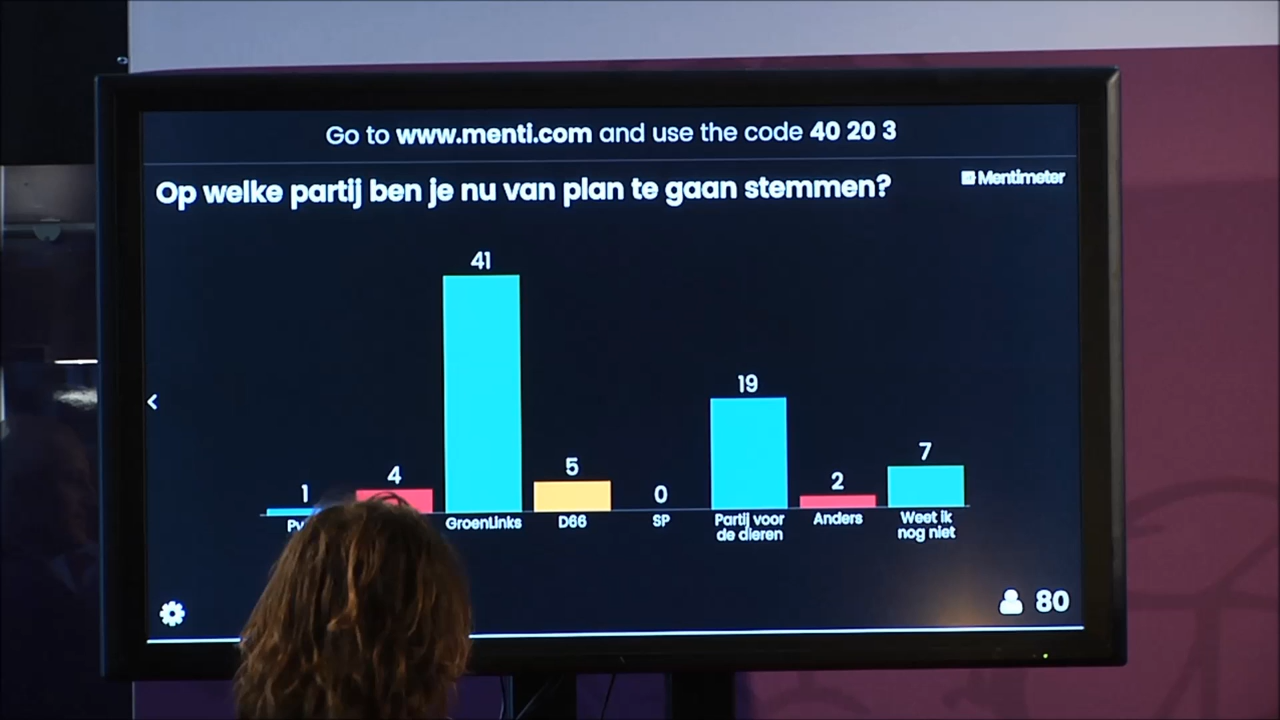 Go to www.menti.com and use the code 40 20 3
Op welke partij ben je nu van plan te gaan stemmen?
Mentimeter
41
19
7
5
4
2
1
0
GroenLinks
D66
SP
Partij voor
de dieren
Anders
Weet ik
nog niet
80